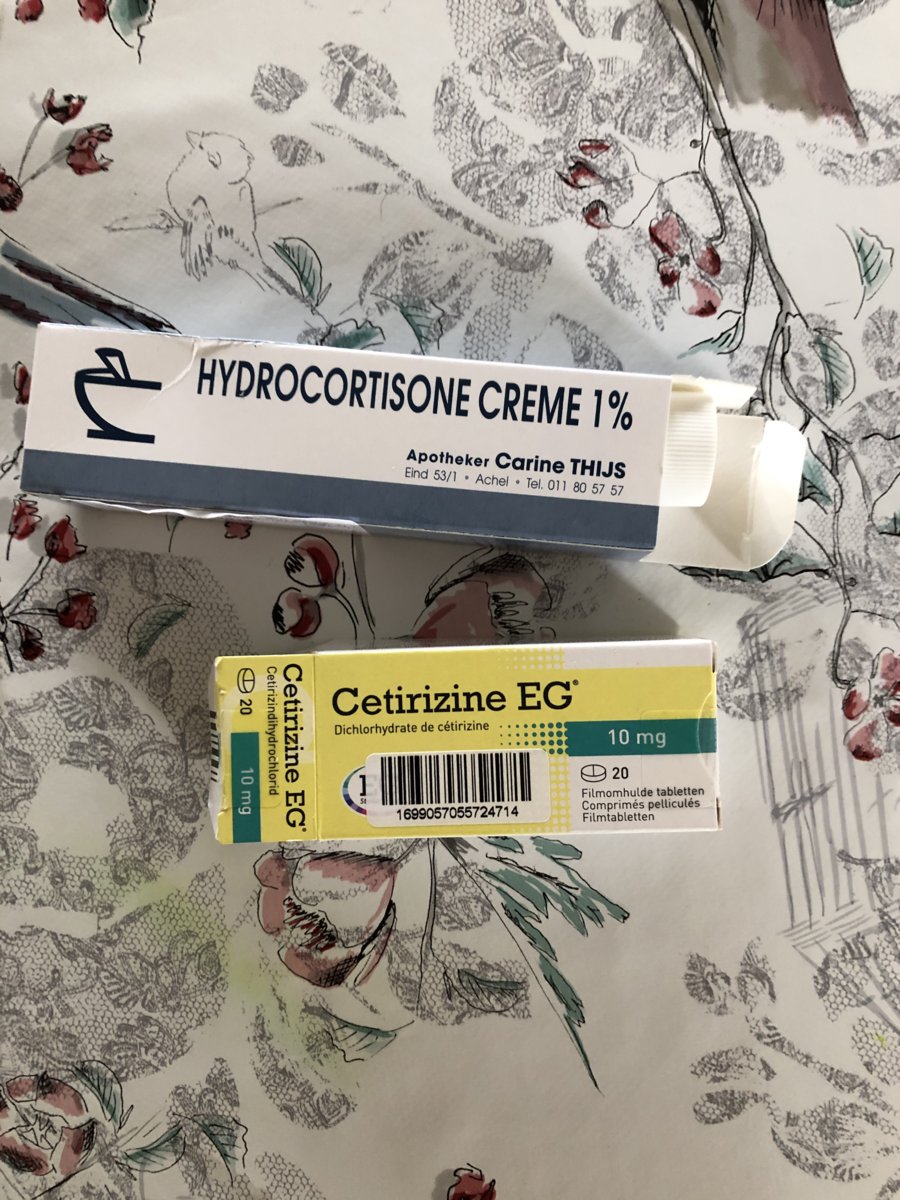 HYDROCORTISONE CREME 1%
Apotheker Carine THIJS
Eind 53/1 • Achel • Tel. 011 80 57 57
Cetirizine EG
Cetirizindihydrochlorid
20
10 mg
Cetirizine EG®
Dichlorhydrate de cétirizine
10 mg
20
Filmomhulde tabletten
Comprimés pelliculés
Filmtabletten
1699057055724714